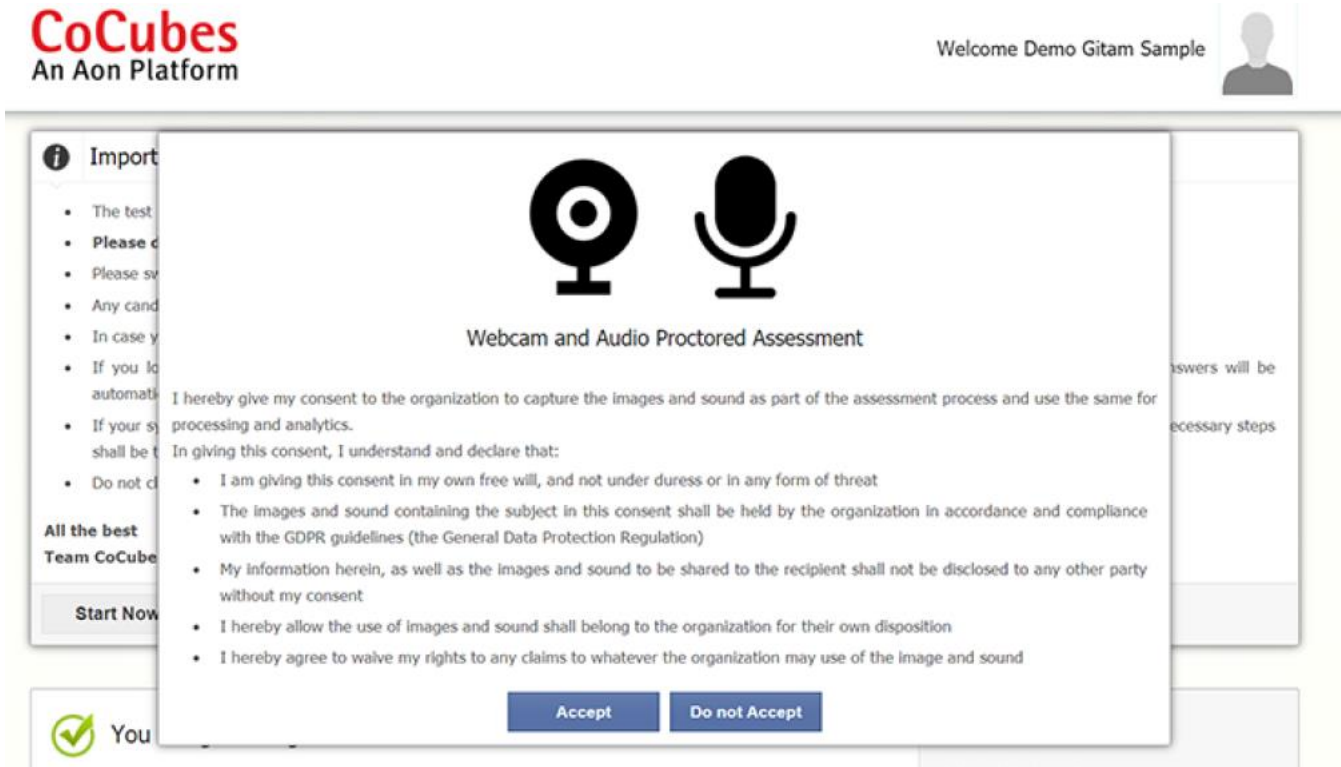 CoCubes
An Aon Platform
Welcome Demo Gitam Sample
Import
• The test
• Please
• Please
• Any
• In case
• If you
swers will be
• If your
ecessary steps
shall be
• Do not
All the best
Team CoCube
Start Now
Webcam and Audio Proctored Assessment
I hereby give my consent to the organization to capture the images and sound as part of the assessment process and use the same for
processing and analytics.
In giving this consent, I understand and declare that:
• I am giving this consent in my own free will, and not under duress or in any form of threat
• The images and sound containing the subject in this consent shall be held by the organization in accordance and compliance
with the GDPR guidelines (the General Data Protection Regulation)
• My information herein, as well as the images and sound to be shared to the recipient shall not be disclosed to any other party
without my consent
• I hereby allow the use of images and sound shall belong to the organization for their own disposition
• I hereby agree to waive my rights to any claims to whatever the organization may use of the image and sound
Accept
Do not Accept
You